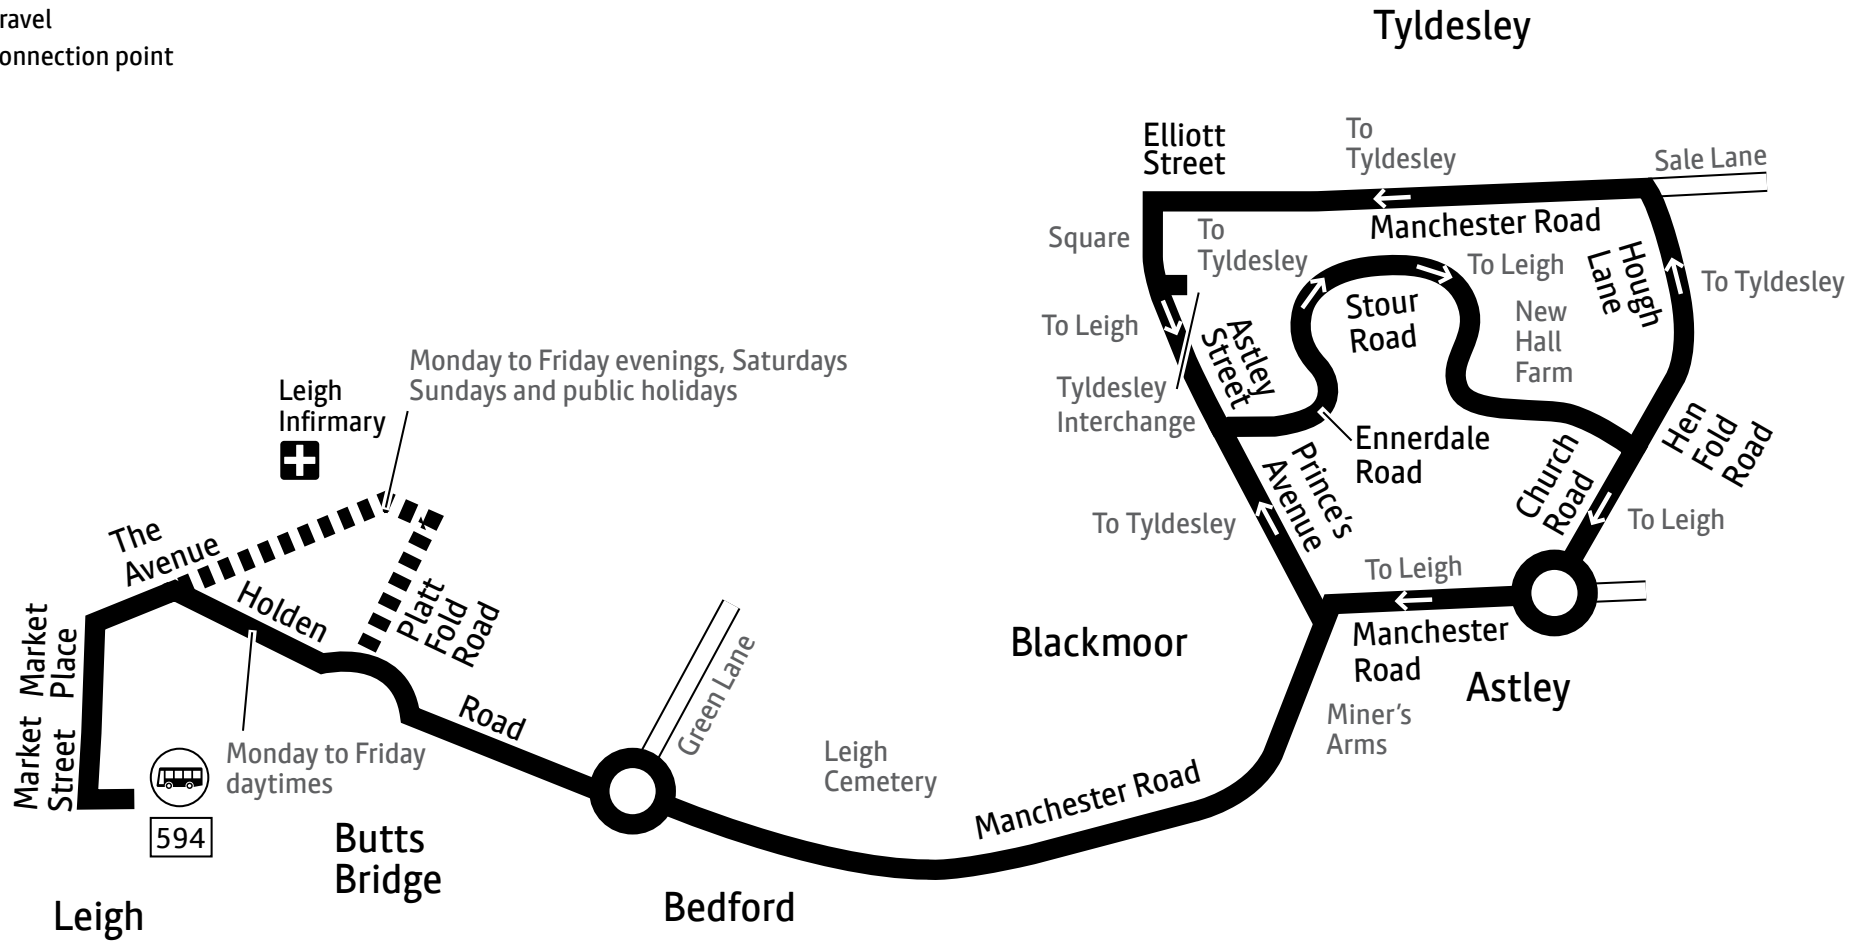 ravel
onnection point
Tyldesley
Elliott
Street
To
Tyldesley
Sale Lane
Manchester Road
Square
To
Tyldesley
To Leigh
Hough
Lane
To Tyldesley
Stour
Road
New
Hall
Farm
To Leigh
Astley
Street
Tyldesley
Interchange
Ennerdale
Road
Hen
Fold
Road
Church
Road
To Leigh
Prince's
Avenue
To Tyldesley
To Leigh
Manchester
Road
Blackmoor
Astley
Miner's
Arms
Monday to Friday evenings, Saturdays
Sundays and public holidays
Leigh
Infirmary
The
Avenue
Holden
Platt
Fold
Road
Market
Place
Market
Street
Road
Green Lane
Monday to Friday
daytimes
594
Leigh
Cemetery
Manchester Road
Butts
Bridge
Bedford
Leigh